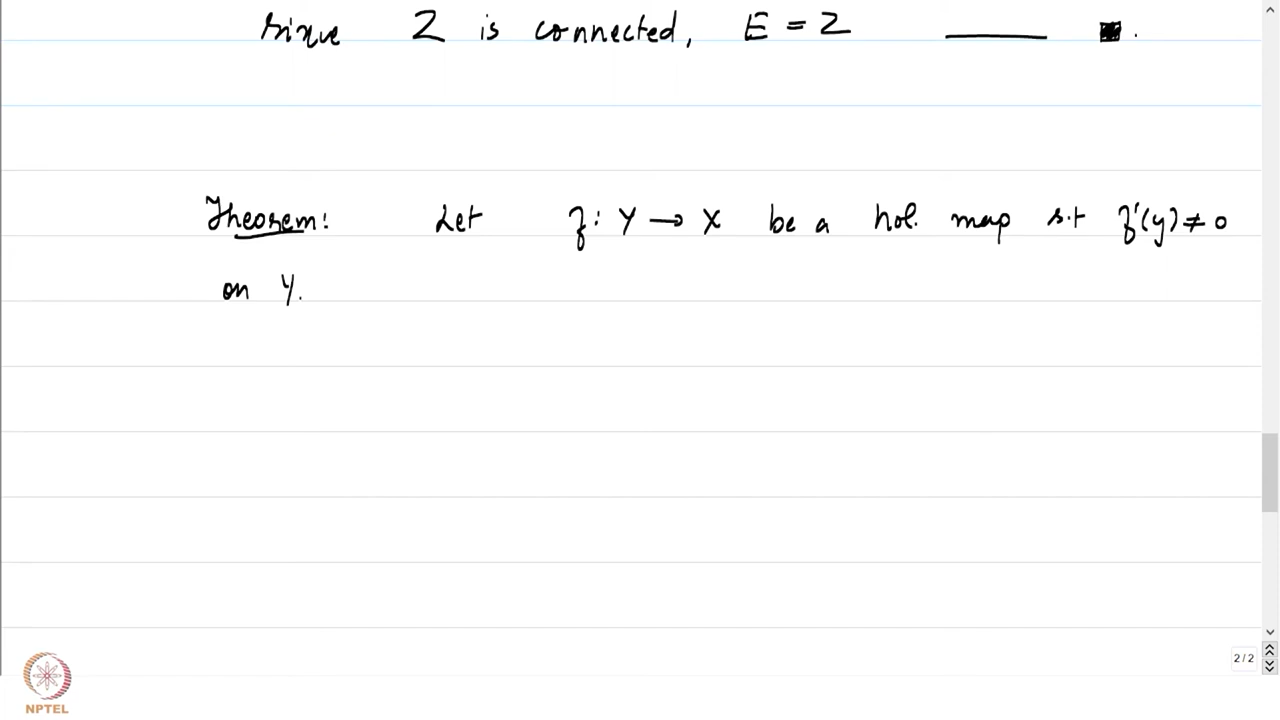 since Z is connected, E = Z
Theorem: Let f: Y → X be a hol. map s.t f'(y) ≠ 0
on Y.
2 / 2
NPTEL